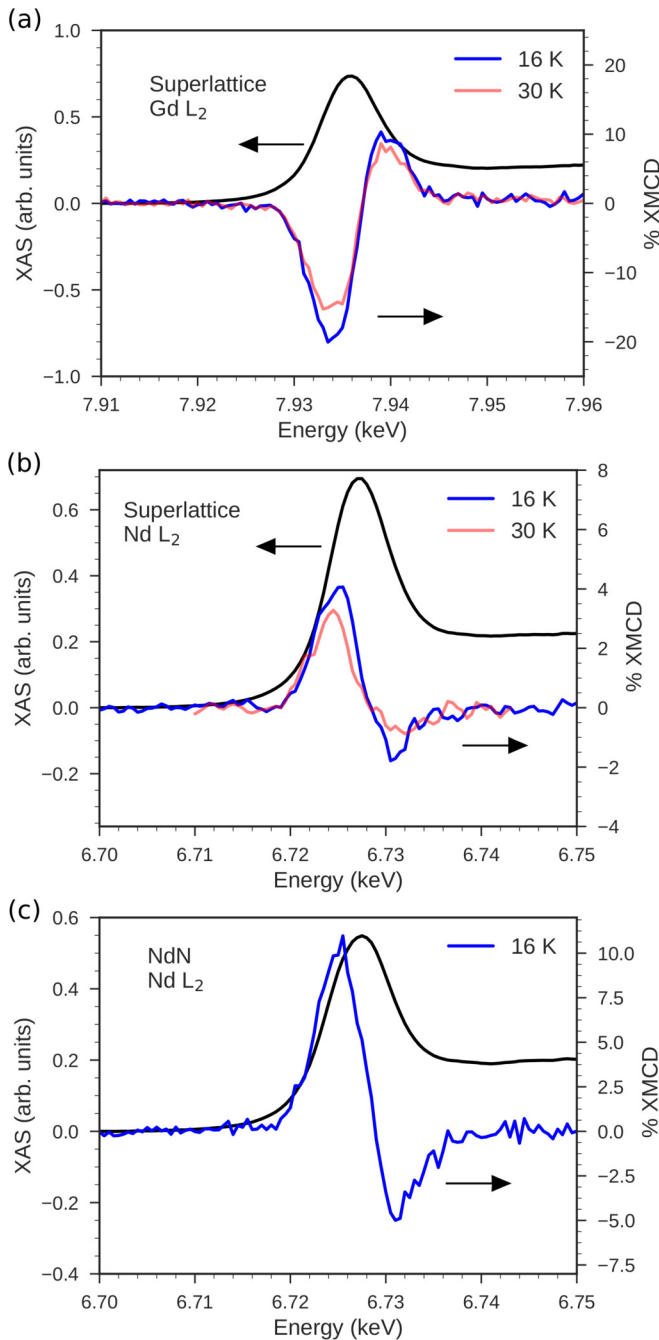 (a)
1.0
0.5
0.0
−0.5
−1.0
XAS (arb. units)
Superlattice
Gd L₂
16 K
30 K
20
10
0
−10
−20
% XMCD
7.91
7.92
7.93
7.94
7.95
7.96
Energy (keV)
(b)
0.6
0.4
0.2
0.0
−0.2
XAS (arb. units)
Superlattice
Nd L₂
16 K
30 K
8
6
4
2
0
−2
−4
% XMCD
6.70
6.71
6.72
6.73
6.74
6.75
Energy (keV)
(c)
0.6
0.4
0.2
0.0
−0.2
−0.4
XAS (arb. units)
NdN
Nd L₂
16 K
10.0
7.5
5.0
2.5
0.0
−2.5
−5.0
−7.5
% XMCD
6.70
6.71
6.72
6.73
6.74
6.75
Energy (keV)